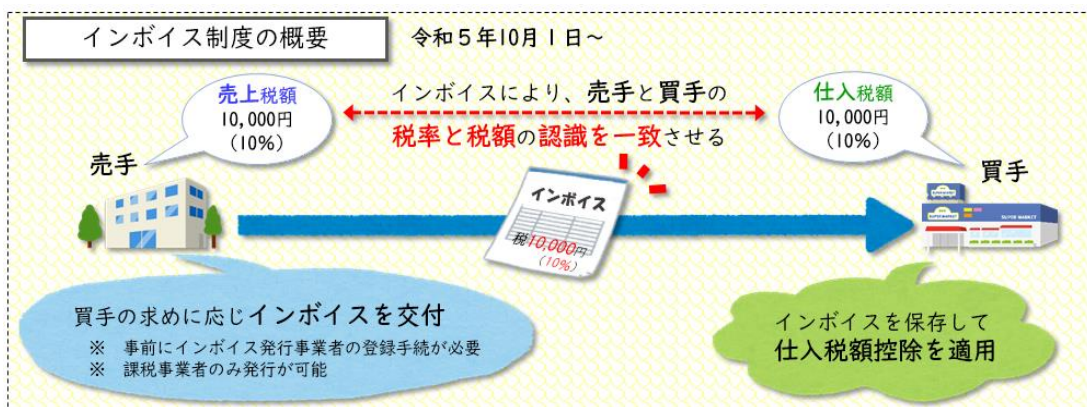 インボイス制度の概要
令和5年10月1日～
売上税額
10,000円
(10%)
インボイスにより、売手と買手の
税率と税額の認識を一致させる
仕入税額
10,000円
(10%)
売手
買手
インボイス
税10,000円
(10%)
SUPER MARKET
買手の求めに応じインボイスを交付
※ 事前にインボイス発行事業者の登録手続が必要
※ 課税事業者のみ発行が可能
インボイスを保存して
仕入税額控除を適用